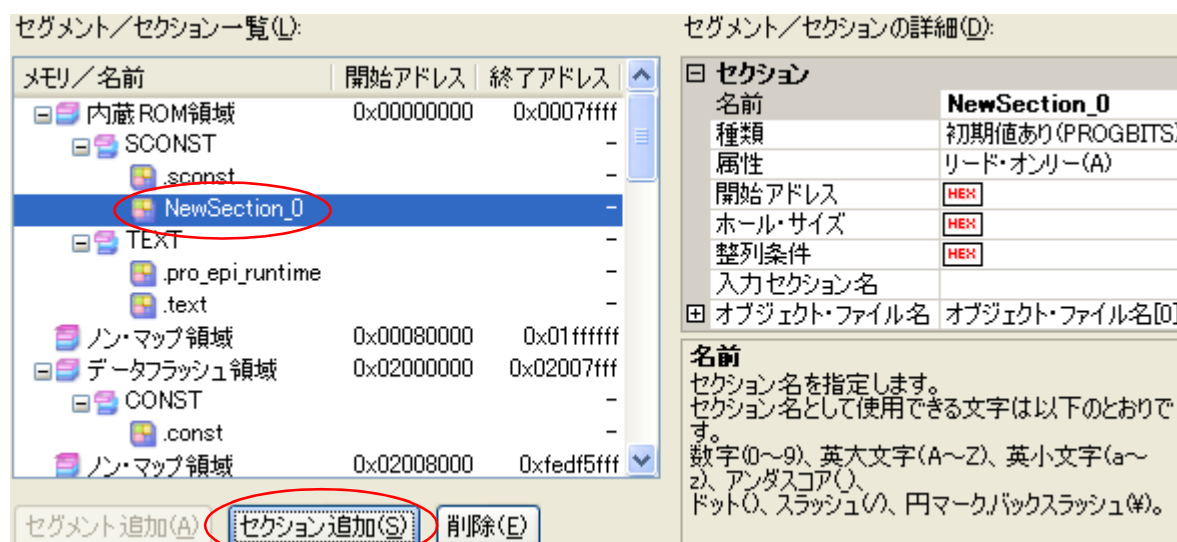 セグメント／セクション一覧(L):
メモリ／名前 開始アドレス 終了アドレス
内蔵ROM領域 0x00000000 0x0007ffff
SCONST -
.sconst -
NewSection_0 -
TEXT -
.pro_epi_runtime -
.text -
ノン・マップ領域 0x00080000 0x01ffffff
データフラッシュ領域 0x02000000 0x02007fff
CONST -
.const -
ノン・マップ領域 0x02008000 0xfedf5fff
セグメント追加(A) セクション追加(S) 削除(E)
セグメント／セクションの詳細(D):
セクション
名前 NewSection_0
種類 初期値あり(PROGBITS)
属性 リード・オンリー(A)
開始アドレス HEX
ホール・サイズ HEX
整列条件 HEX
入力セクション名
オブジェクト・ファイル名 オブジェクト・ファイル名[0]
名前
セクション名を指定します。
セクション名として使用できる文字は以下のとおりで
す。
数字(0～9)、英大文字(A～Z)、英小文字(a～
z)、アンダスコア(_)、
ドット(.)、スラッシュ(/)、円マーク/バックスラッシュ(¥)。